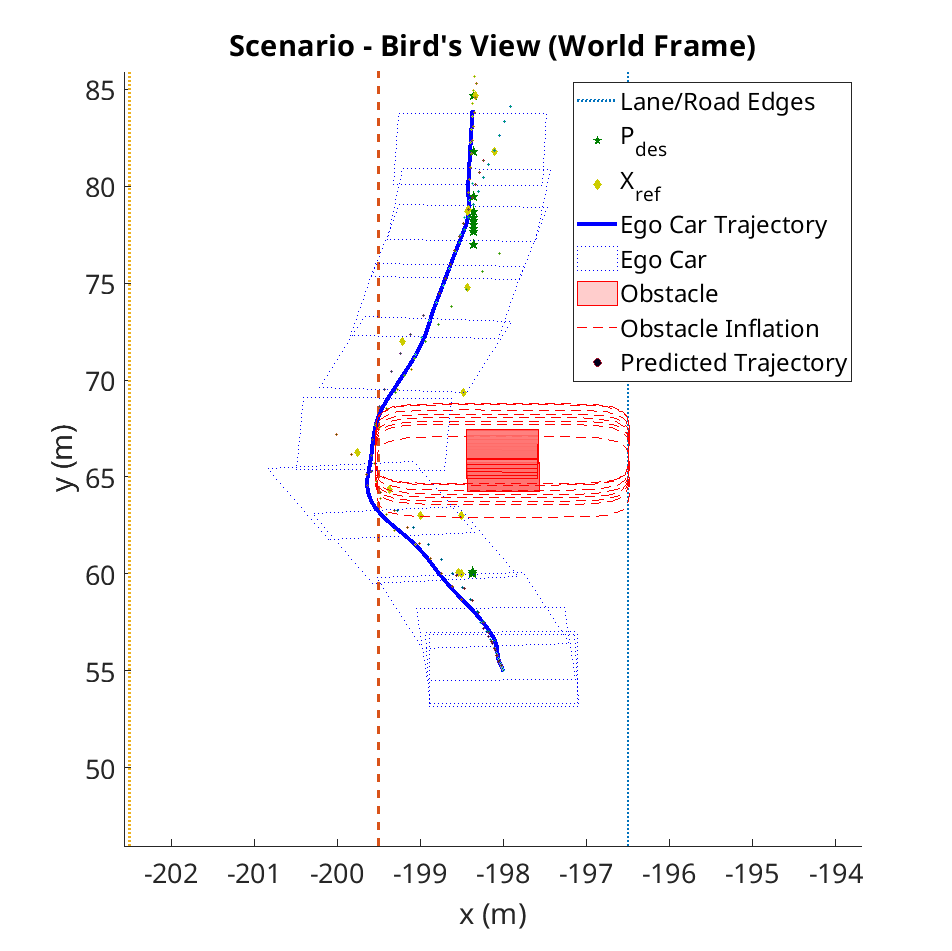 Scenario - Bird's View (World Frame)
85
80
75
70
65
60
55
50
y (m)
Lane/Road Edges
P_des
X_ref
Ego Car Trajectory
Ego Car
Obstacle
Obstacle Inflation
Predicted Trajectory
-202 -201 -200 -199 -198 -197 -196 -195 -194
x (m)